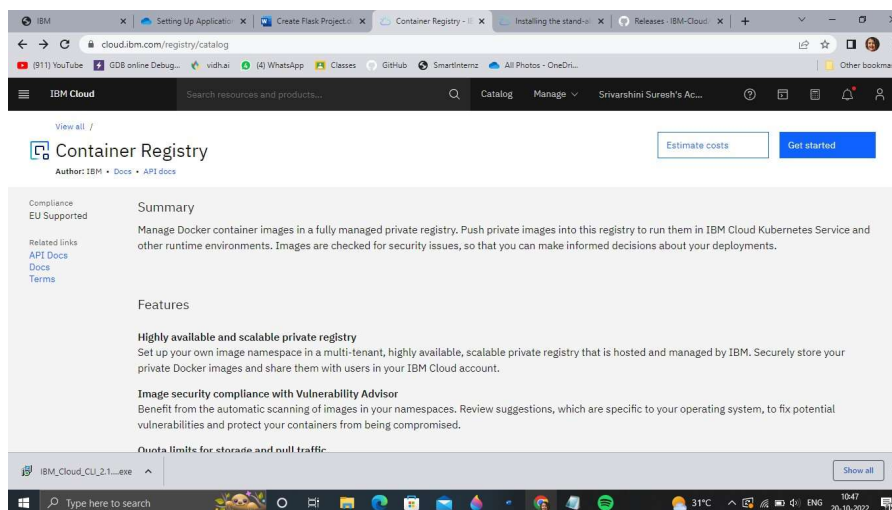 IBM
Setting Up Application
Create Flask Project.d
Container Registry - I
Installing the stand-a
Releases · IBM-Cloud
cloud.ibm.com/registry/catalog
(911) YouTube
GDB online Debug...
vidh.ai
(4) WhatsApp
Classes
GitHub
SmartInternz
All Photos - OneDri...
Other bookmar
IBM Cloud
Search resources and products...
Catalog
Manage
Srivarshini Suresh's Ac...
View all /
Container Registry
Author: IBM • Docs • API docs
Estimate costs
Get started
Compliance
EU Supported
Related links
API Docs
Docs
Terms
Summary
Manage Docker container images in a fully managed private registry. Push private images into this registry to run them in IBM Cloud Kubernetes Service and
other runtime environments. Images are checked for security issues, so that you can make informed decisions about your deployments.
Features
Highly available and scalable private registry
Set up your own image namespace in a multi-tenant, highly available, scalable private registry that is hosted and managed by IBM. Securely store your
private Docker images and share them with users in your IBM Cloud account.
Image security compliance with Vulnerability Advisor
Benefit from the automatic scanning of images in your namespaces. Review suggestions, which are specific to your operating system, to fix potential
vulnerabilities and protect your containers from being compromised.
Quota limits for storage and pull traffic
IBM_Cloud_CLI_2.1....exe
Show all
Type here to search
31°C
ENG
10:47
20-10-2022